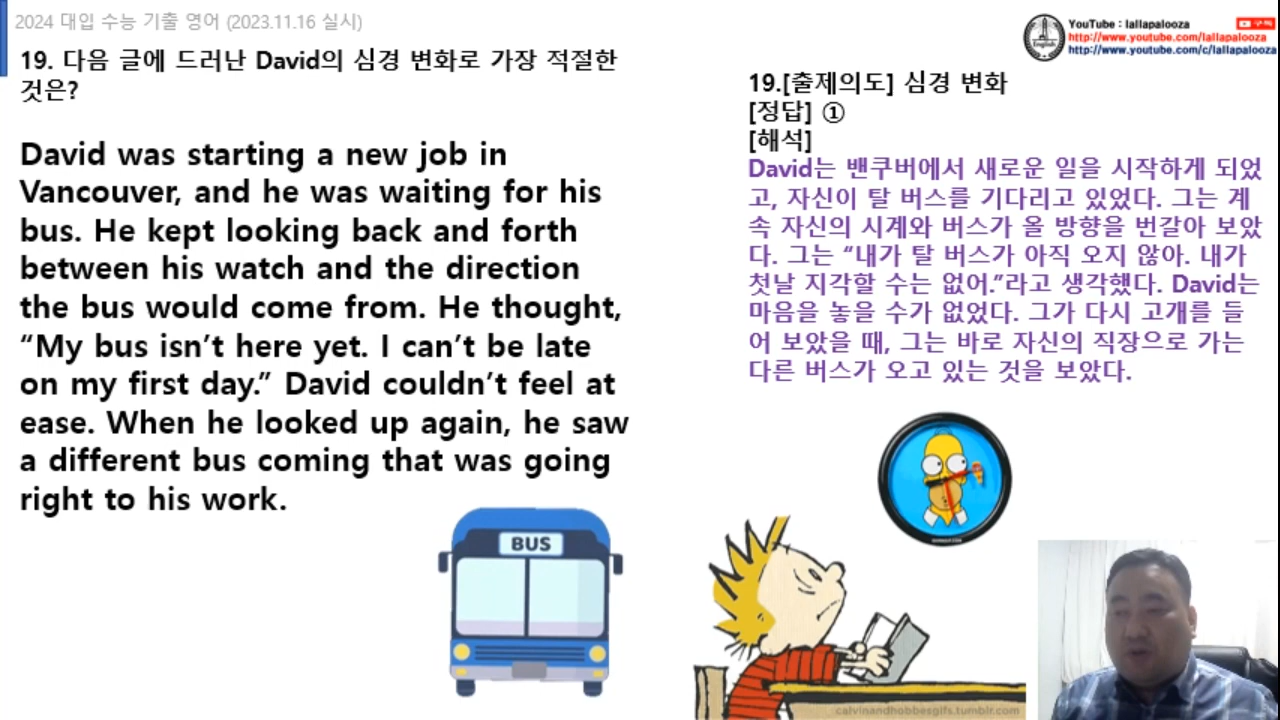 2024 대입 수능 기출 영어 (2023.11.16 실시)
19. 다음 글에 드러난 David의 심경 변화로 가장 적절한
것은?
David was starting a new job in
Vancouver, and he was waiting for his
bus. He kept looking back and forth
between his watch and the direction
the bus would come from. He thought,
“My bus isn’t here yet. I can’t be late
on my first day.” David couldn’t feel at
ease. When he looked up again, he saw
a different bus coming that was going
right to his work.
BUS
YouTube : lallapalooza
구독
http://www.youtube.com/lallapalooza
http://www.youtube.com/c/lallapalooza
English
19.[출제의도] 심경 변화
[정답] ①
[해석]
David는 밴쿠버에서 새로운 일을 시작하게 되었
고, 자신이 탈 버스를 기다리고 있었다. 그는 계
속 자신의 시계와 버스가 올 방향을 번갈아 보았
다. 그는 “내가 탈 버스가 아직 오지 않아. 내가
첫날 지각할 수는 없어.”라고 생각했다. David는
마음을 놓을 수가 없었다. 그가 다시 고개를 들
어 보았을 때, 그는 바로 자신의 직장으로 가는
다른 버스가 오고 있는 것을 보았다.
calvinandhobbesgifs.tumblr.com